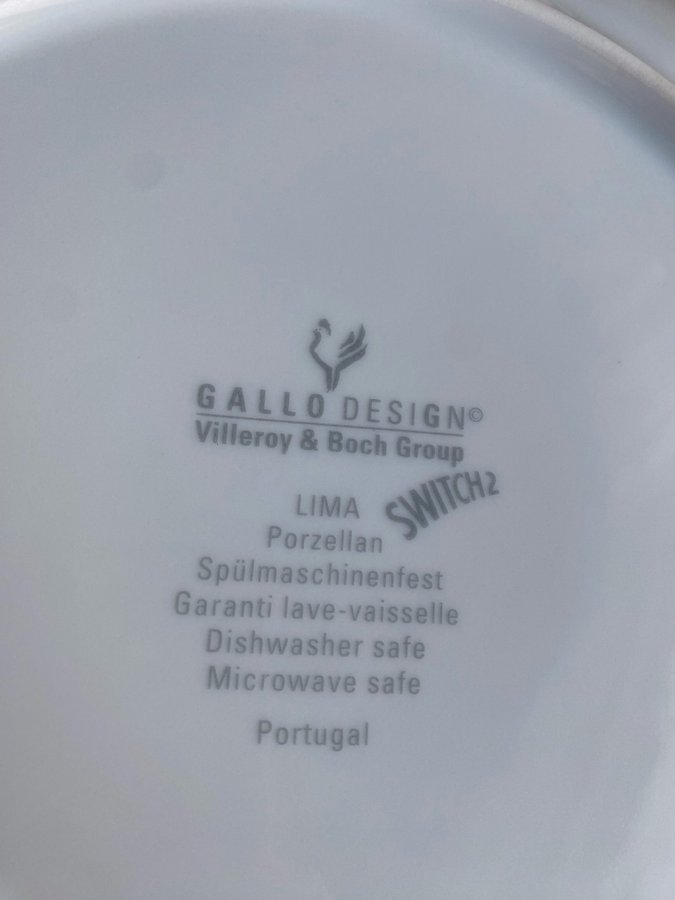 GALLO DESIGN©
Villeroy & Boch Group
SWITCH2
LIMA
Porzellan
Spülmaschinenfest
Garanti lave-vaisselle
Dishwasher safe
Microwave safe
Portugal